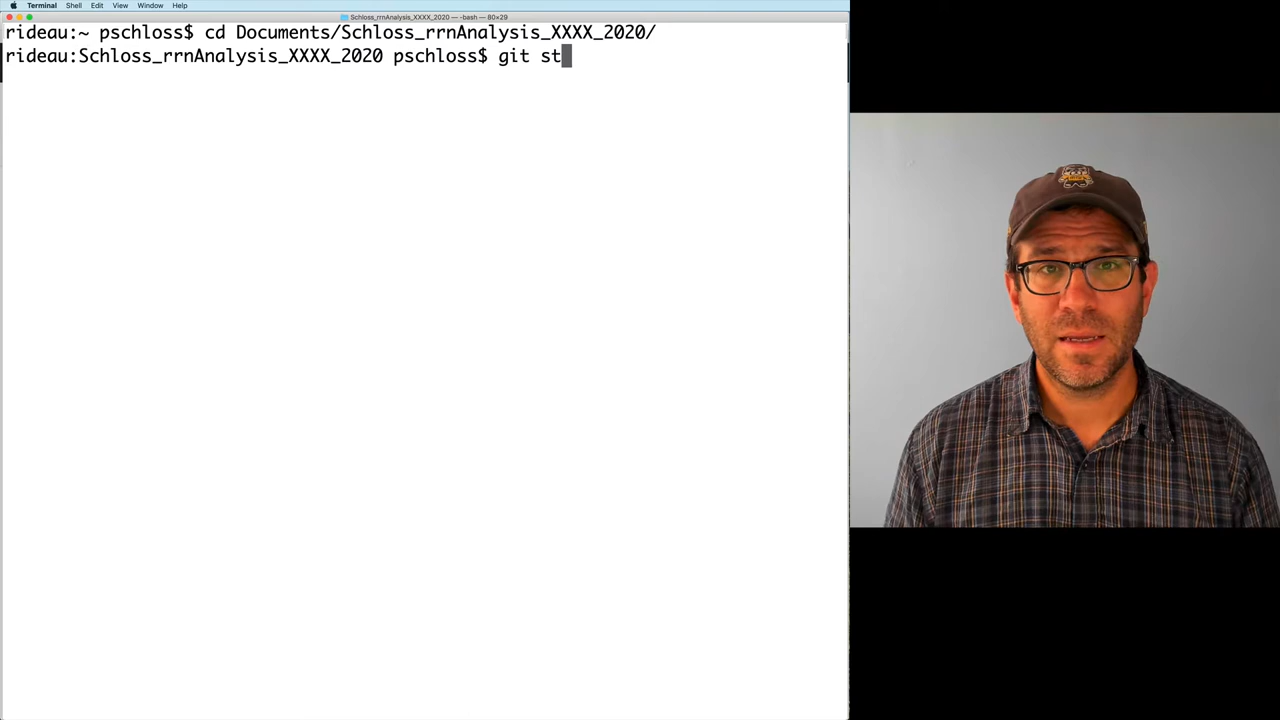 Terminal Shell Edit View Window Help
Schloss_rrnAnalysis_XXXX_2020 — -bash — 80×29
rideau:~ pschloss$ cd Documents/Schloss_rrnAnalysis_XXXX_2020/
rideau:Schloss_rrnAnalysis_XXXX_2020 pschloss$ git st